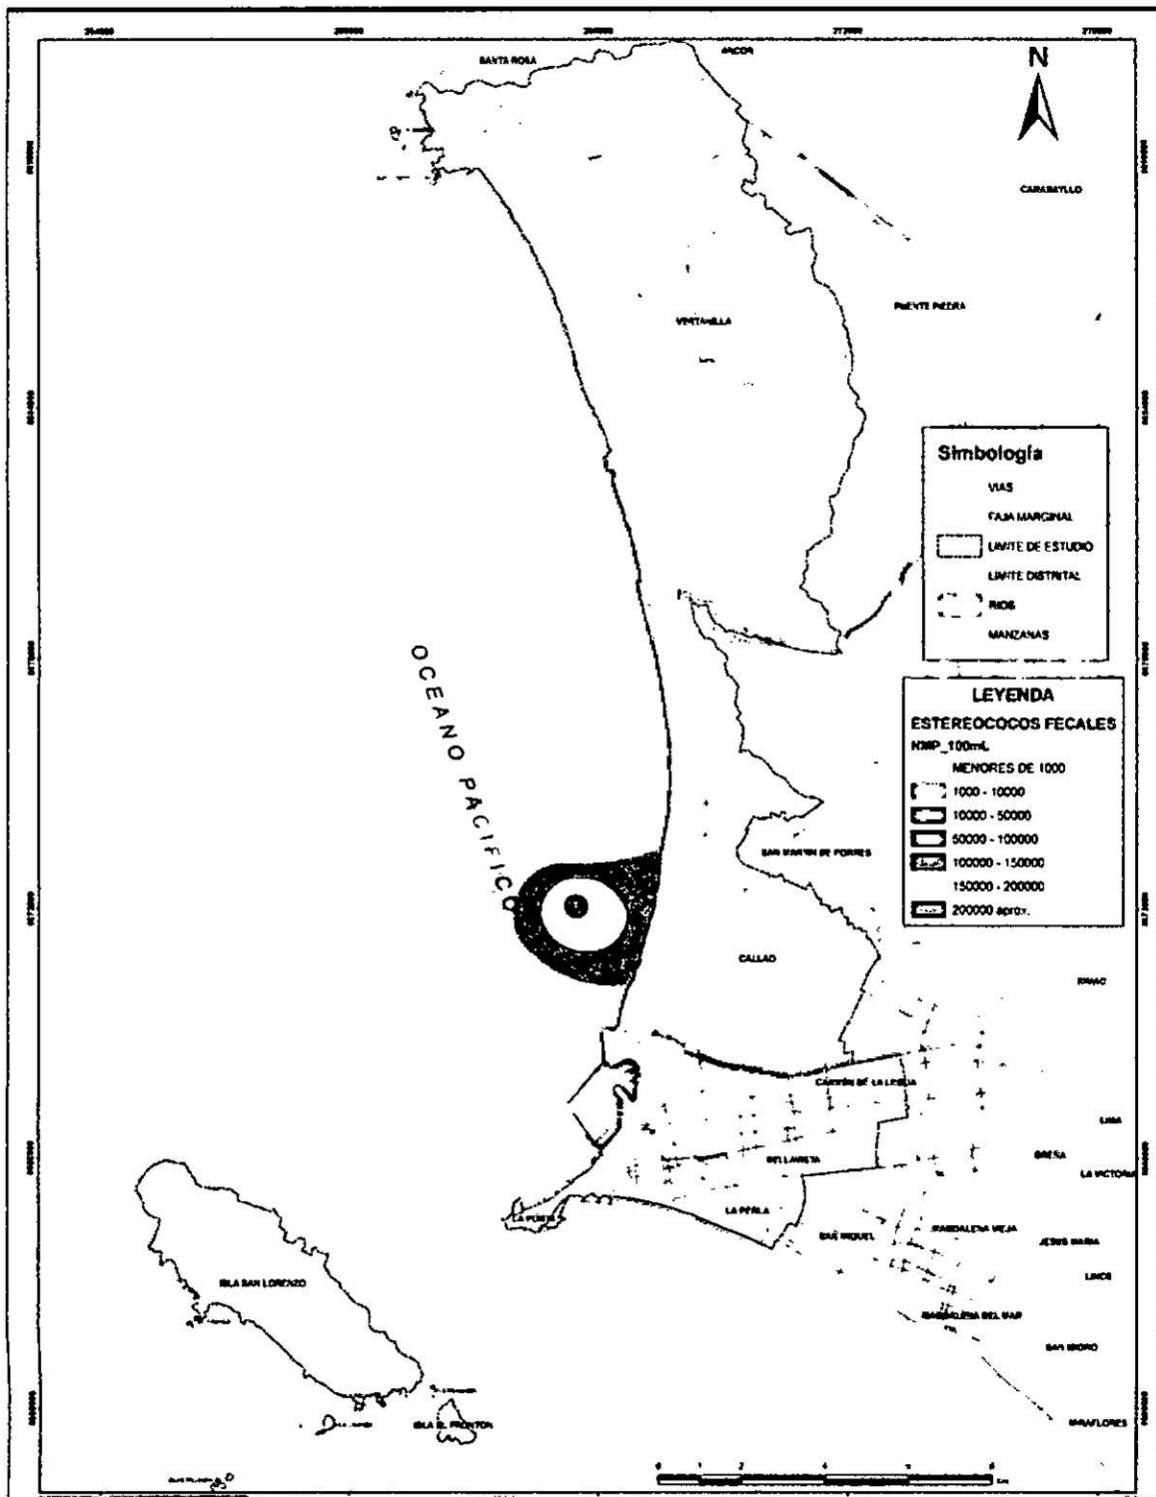 SANTA ROSA
ANCON
N
CARABAYLLO
PUENTE PIEDRA
VENTANILLA
Simbología
VIAS
FAJA MARGINAL
LIMITE DE ESTUDIO
LIMITE DISTRITAL
RIOS
MANZANAS
OCEANO PACIFICO
LEYENDA
ESTEREOCOCOS FECALES
NMP_100mL
MENORES DE 1000
1000 - 10000
10000 - 50000
50000 - 100000
100000 - 150000
150000 - 200000
200000 aprox.
SAN MARTIN DE PORRES
CALLAO
RIMAC
CARMEN DE LA LEGUA
LIMA
BREÑA
BELLAVISTA
LA VICTORIA
LA PERLA
LA PUNTA
SAN MIGUEL
MAGDALENA VIEJA
JESUS MARIA
LINCE
ISLA SAN LORENZO
MAGDALENA DEL MAR
SAN ISIDRO
ISLA EL FRONTON
MIRAFLORES